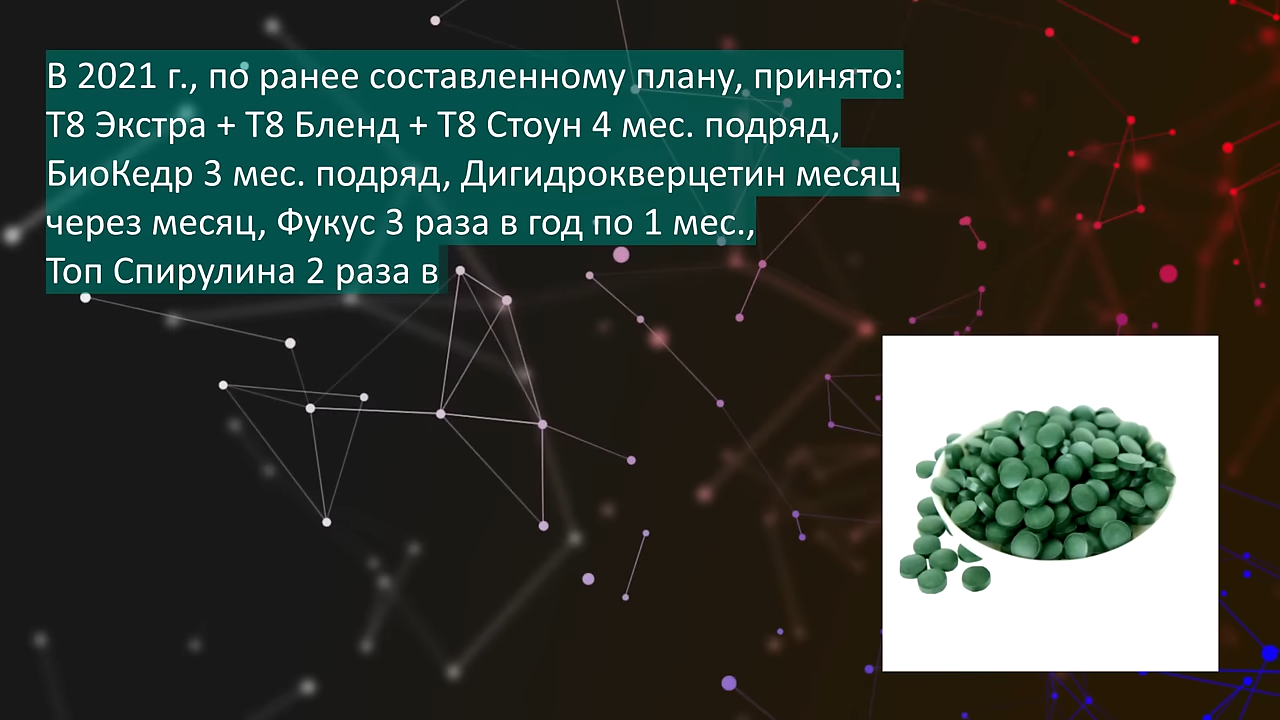 В 2021 г., по ранее составленному плану, принято:
Т8 Экстра + Т8 Бленд + Т8 Стоун 4 мес. подряд,
БиоКедр 3 мес. подряд, Дигидрокверцетин месяц
через месяц, Фукус 3 раза в год по 1 мес.,
Топ Спирулина 2 раза в